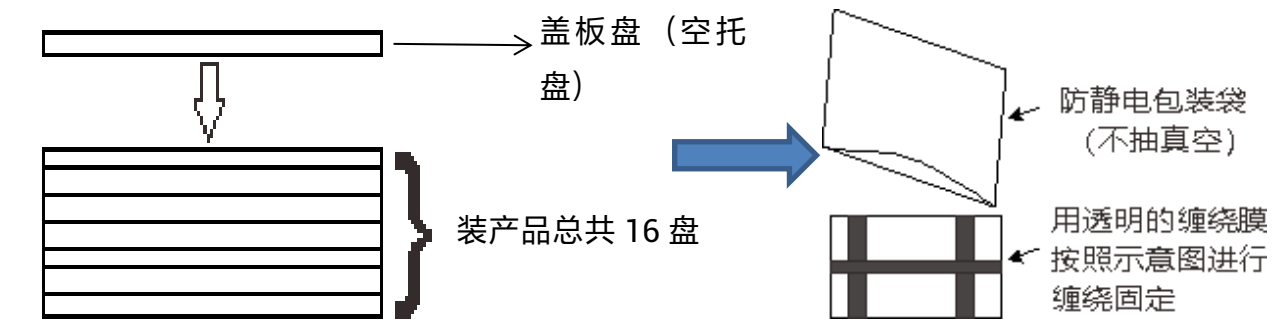 盖板盘（空托
盘）
装产品总共 16 盘
防静电包装袋
(不抽真空)
用透明的缠绕膜
按照示意图进行
缠绕固定